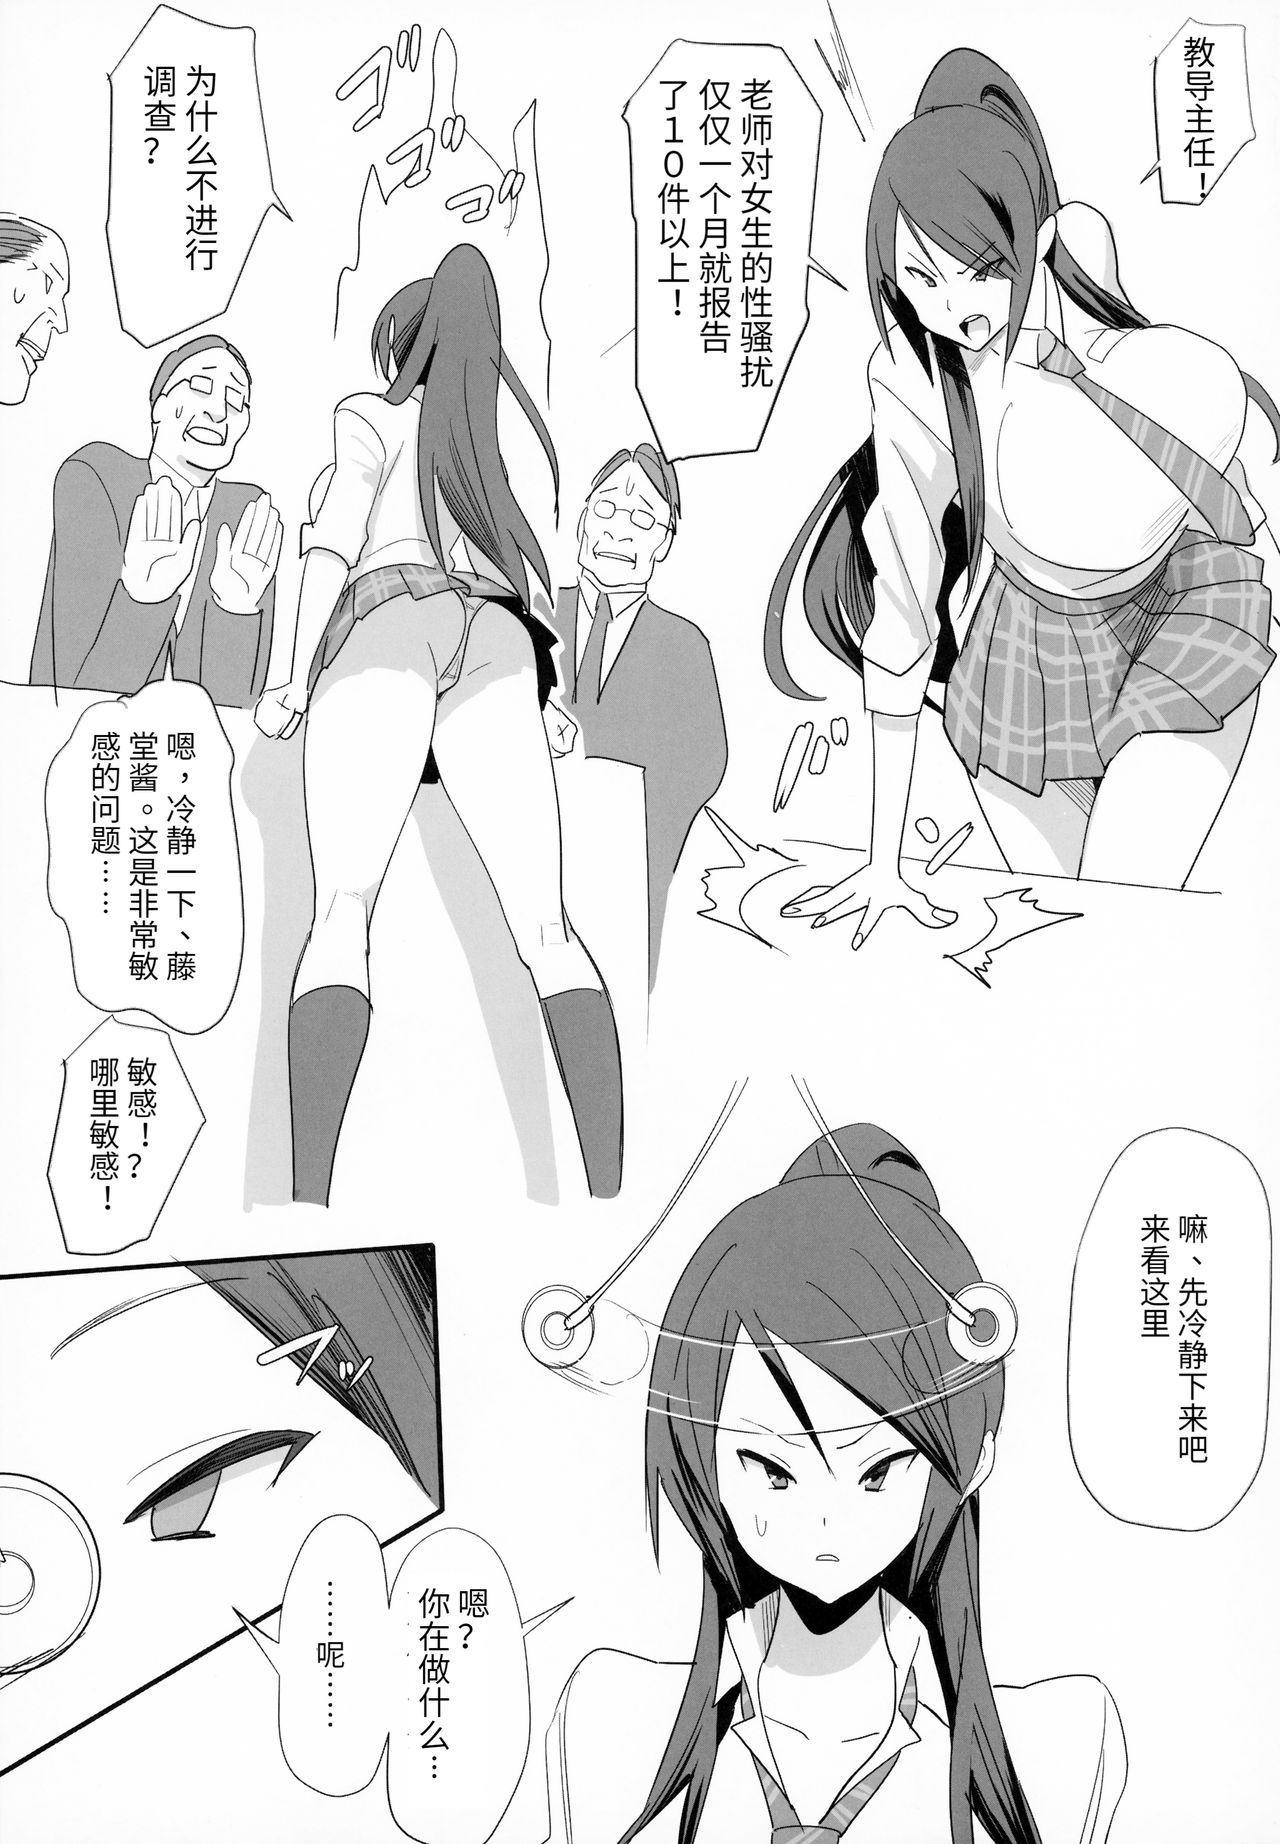 教导主任！
老师对女生的性骚扰
仅仅一个月就报告
了１０件以上！
为什么不进行
调查？
嗯，冷静一下、藤
堂酱。这是非常敏
感的问题……
敏感！？
哪里敏感！
嘛、先冷静下来吧
来看这里
嗯？
你在做什么…
……呢……